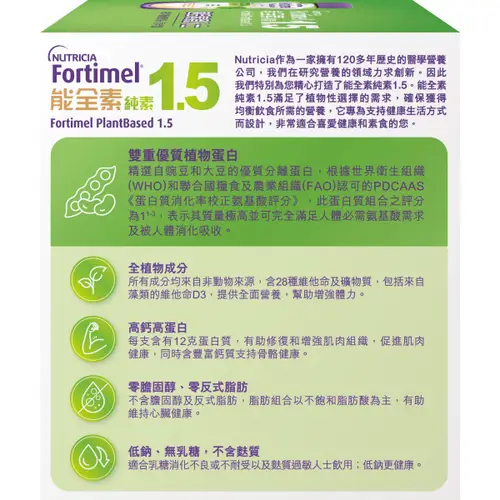 NUTRICIA
Fortimel®
能全素純素1.5
Fortimel PlantBased 1.5
Nutricia作為一家擁有120多年歷史的醫學營養
公司，我們在研究營養的領域力求創新。因此
我們特別為您精心打造了能全素純素1.5。能全素
純素1.5滿足了植物性選擇的需求，確保獲得
均衡飲食所需的營養，它專為支持健康生活方式
而設計，非常適合喜愛健康和素食的您。
雙重優質植物蛋白
精選自豌豆和大豆的優質分離蛋白，根據世界衛生組織
(WHO)和聯合國糧食及農業組織(FAO)認可的PDCAAS
《蛋白質消化率校正氨基酸評分》，此蛋白質組合之評分
為1¹⁻³，表示其質量極高並可完全滿足人體必需氨基酸需求
及被人體消化吸收。
全植物成分
所有成分均來自非動物來源，含28種維他命及礦物質，包括來自
藻類的維他命D3，提供全面營養，幫助增強體力。
高鈣高蛋白
每支含有12克蛋白質，有助修復和增強肌肉組織，促進肌肉
健康，同時含豐富鈣質支持骨骼健康。
零膽固醇、零反式脂肪
不含膽固醇及反式脂肪，脂肪組合以不飽和脂肪酸為主，有助
維持心臟健康。
低鈉、無乳糖，不含麩質
適合乳糖消化不良或不耐受以及麩質過敏人士飲用；低鈉更健康。